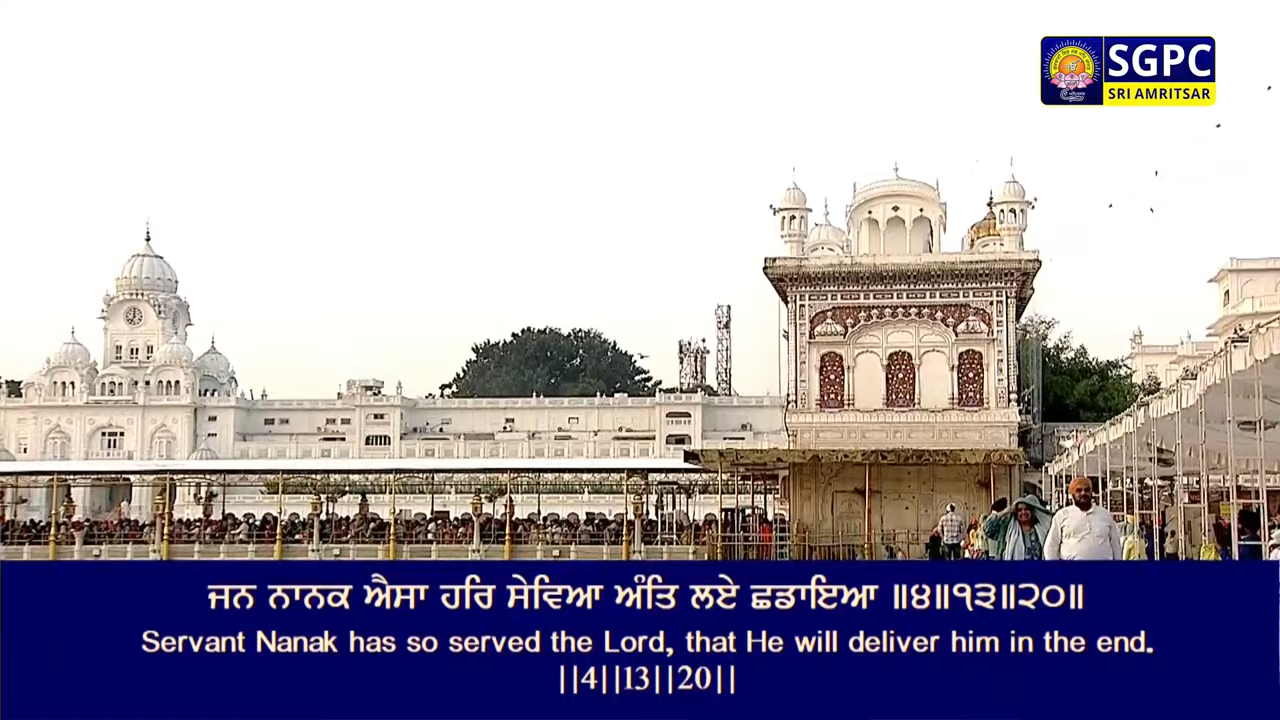 SGPC
SRI AMRITSAR
ਜਨ ਨਾਨਕ ਐਸਾ ਹਰਿ ਸੇਵਿਆ ਅੰਤਿ ਲਏ ਛਡਾਇਆ ॥੪॥੧੩॥੨੦॥
Servant Nanak has so served the Lord, that He will deliver him in the end.
||4||13||20||